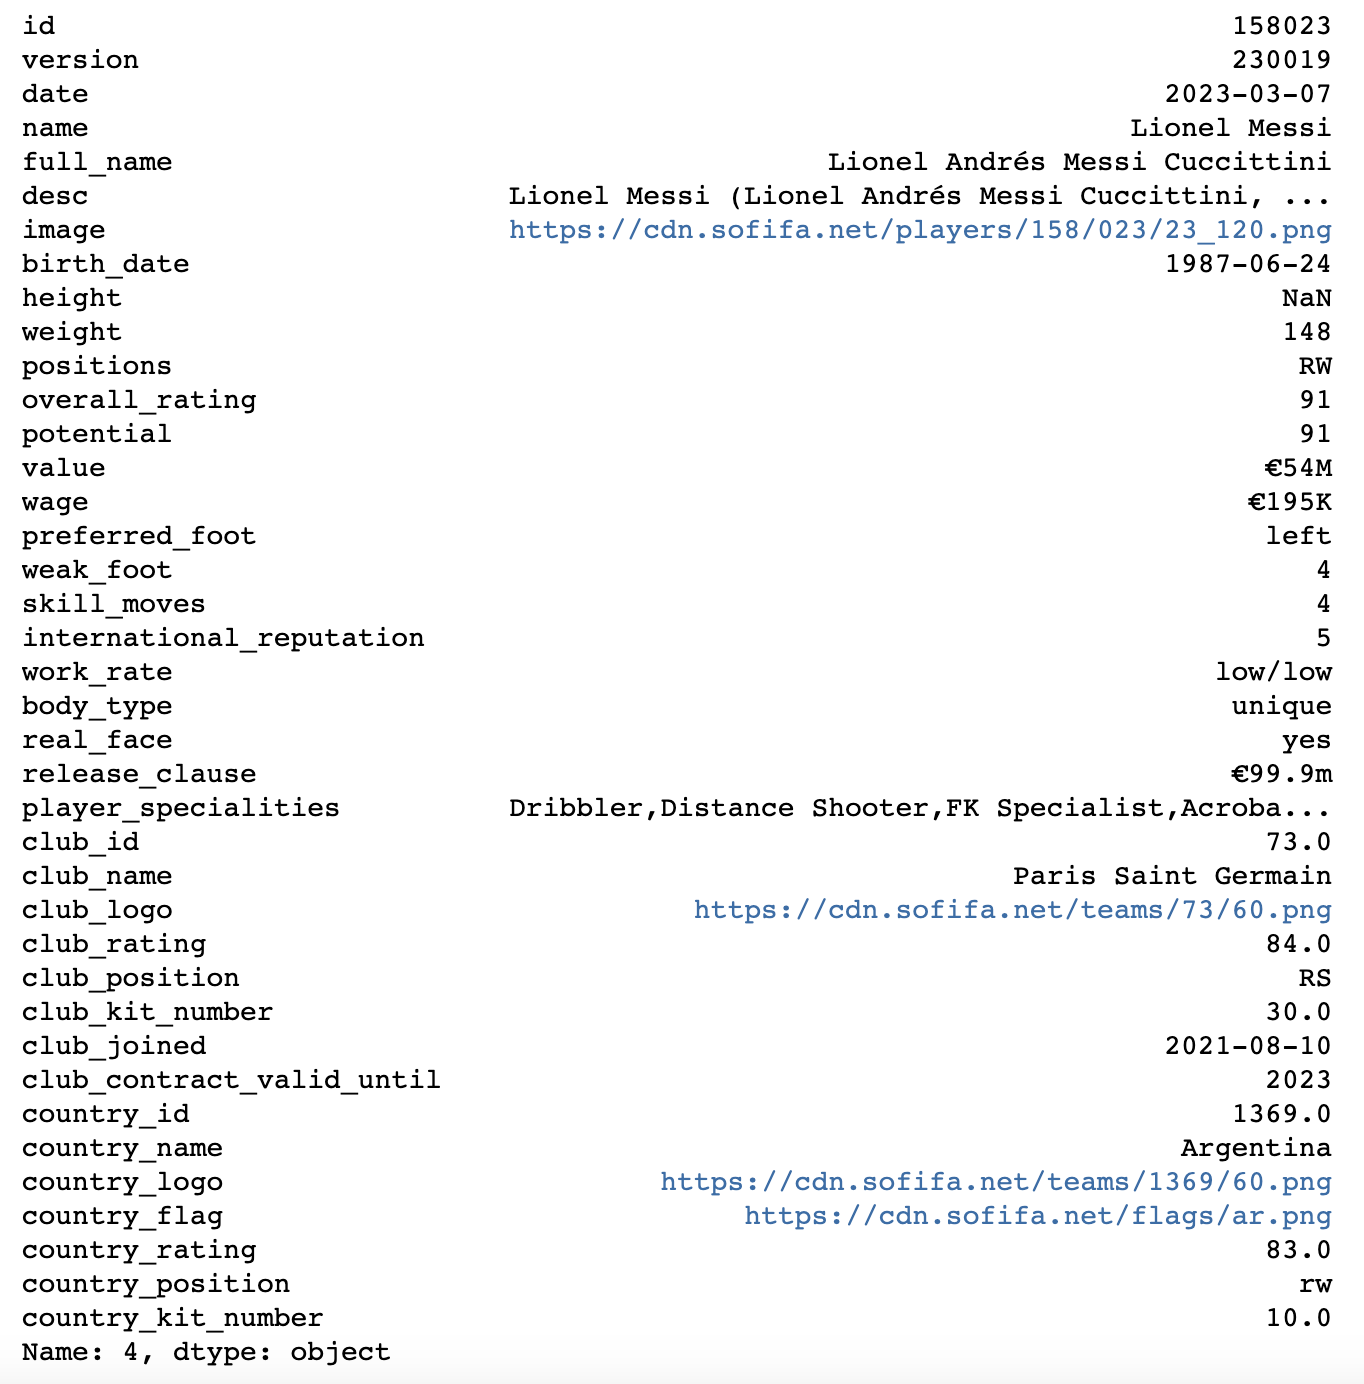 id 158023
version 230019
date 2023-03-07
name Lionel Messi
full_name Lionel Andrés Messi Cuccittini
desc Lionel Messi (Lionel Andrés Messi Cuccittini, ...
image https://cdn.sofifa.net/players/158/023/23_120.png
birth_date 1987-06-24
height NaN
weight 148
positions RW
overall_rating 91
potential 91
value €54M
wage €195K
preferred_foot left
weak_foot 4
skill_moves 4
international_reputation 5
work_rate low/low
body_type unique
real_face yes
release_clause €99.9m
player_specialities Dribbler,Distance Shooter,FK Specialist,Acroba...
club_id 73.0
club_name Paris Saint Germain
club_logo https://cdn.sofifa.net/teams/73/60.png
club_rating 84.0
club_position RS
club_kit_number 30.0
club_joined 2021-08-10
club_contract_valid_until 2023
country_id 1369.0
country_name Argentina
country_logo https://cdn.sofifa.net/teams/1369/60.png
country_flag https://cdn.sofifa.net/flags/ar.png
country_rating 83.0
country_position rw
country_kit_number 10.0
Name: 4, dtype: object